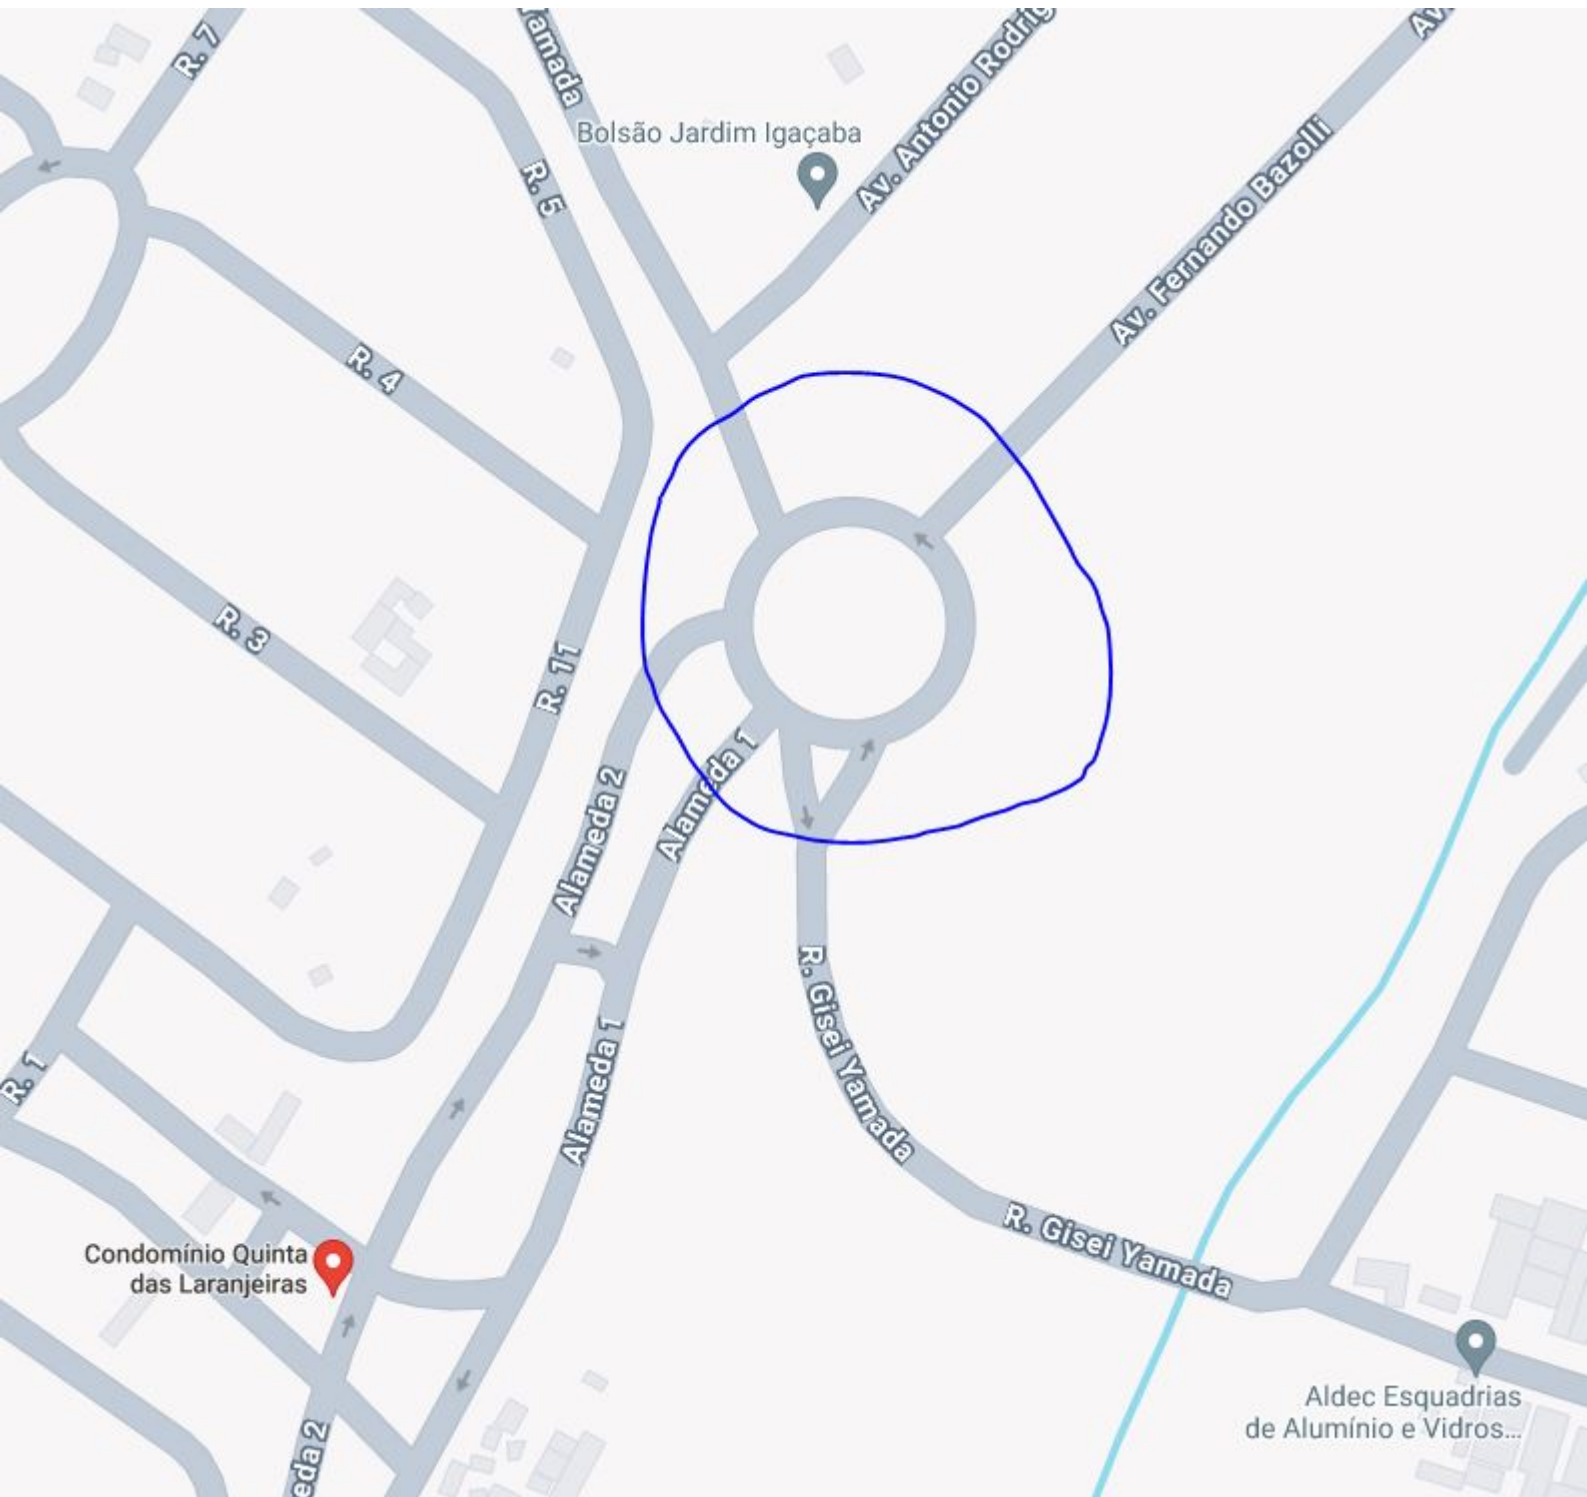 R. 7
Yamada
Av. Antonio Rodrig
Av.
Bolsão Jardim Igaçaba
R. 5
Av. Fernando Bazolli
R. 4
R. 3
R. 11
Alameda 2
Alameda 1
R. Gisei Yamada
Alameda 1
R. 1
R. Gisei Yamada
Condomínio Quinta
das Laranjeiras
Aldec Esquadrias
de Alumínio e Vidros...
eda 2